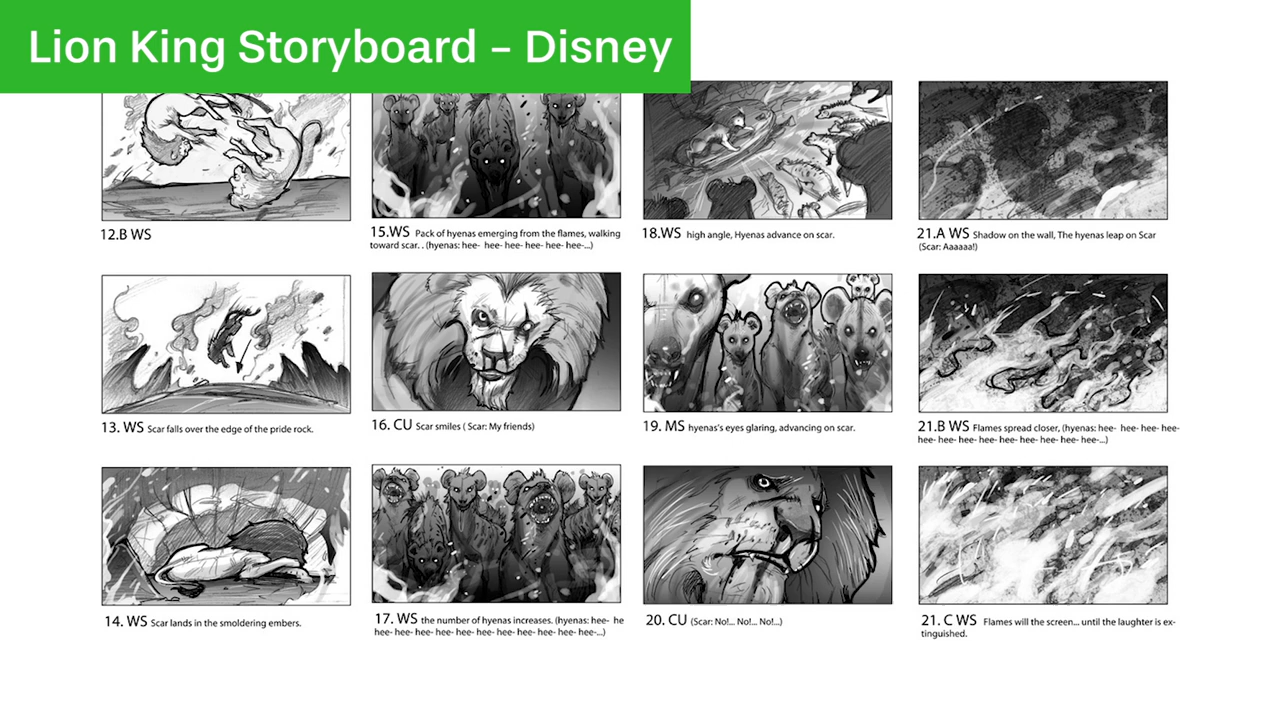 Lion King Storyboard – Disney
12.B WS
13. WS Scar falls over the edge of the pride rock.
14. WS Scar lands in the smoldering embers.
15.WS Pack of hyenas emerging from the flames, walking
toward scar. . (hyenas: hee- hee- hee- hee- hee- hee-...)
16. CU Scar smiles ( Scar: My friends)
17. WS the number of hyenas increases. (hyenas: hee- he
hee- hee- hee- hee- hee- hee- hee- hee- hee- hee- hee-...)
18.WS high angle, Hyenas advance on scar.
19. MS hyenas's eyes glaring, advancing on scar.
20. CU (Scar: No!... No!... No!...)
21.A WS Shadow on the wall, The hyenas leap on Scar
(Scar: Aaaaaa!)
21.B WS Flames spread closer, (hyenas: hee- hee- hee- hee-
hee- hee- hee- hee- hee- hee- hee- hee- hee-...)
21. C WS Flames will the screen... until the laughter is ex-
tinguished.